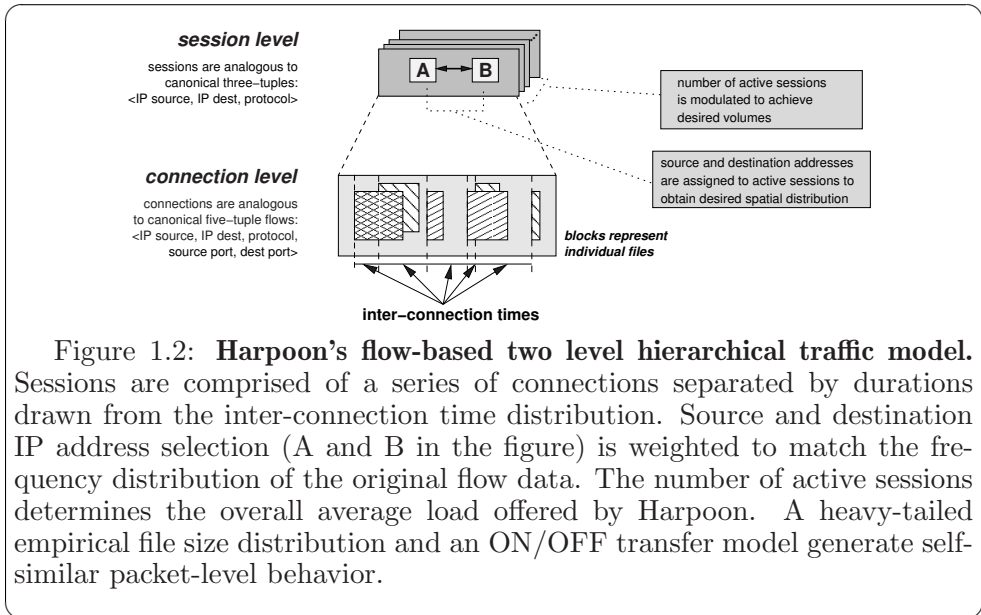 session level
sessions are analogous to
canonical three−tuples:
<IP source, IP dest, protocol>
A
B
number of active sessions
is modulated to achieve
desired volumes
source and destination addresses
are assigned to active sessions to
obtain desired spatial distribution
connection level
connections are analogous
to canonical five−tuple flows:
<IP source, IP dest, protocol,
source port, dest port>
blocks represent
individual files
inter−connection times
Figure 1.2: Harpoon's flow-based two level hierarchical traffic model.
Sessions are comprised of a series of connections separated by durations
drawn from the inter-connection time distribution. Source and destination
IP address selection (A and B in the figure) is weighted to match the fre-
quency distribution of the original flow data. The number of active sessions
determines the overall average load offered by Harpoon. A heavy-tailed
empirical file size distribution and an ON/OFF transfer model generate self-
similar packet-level behavior.